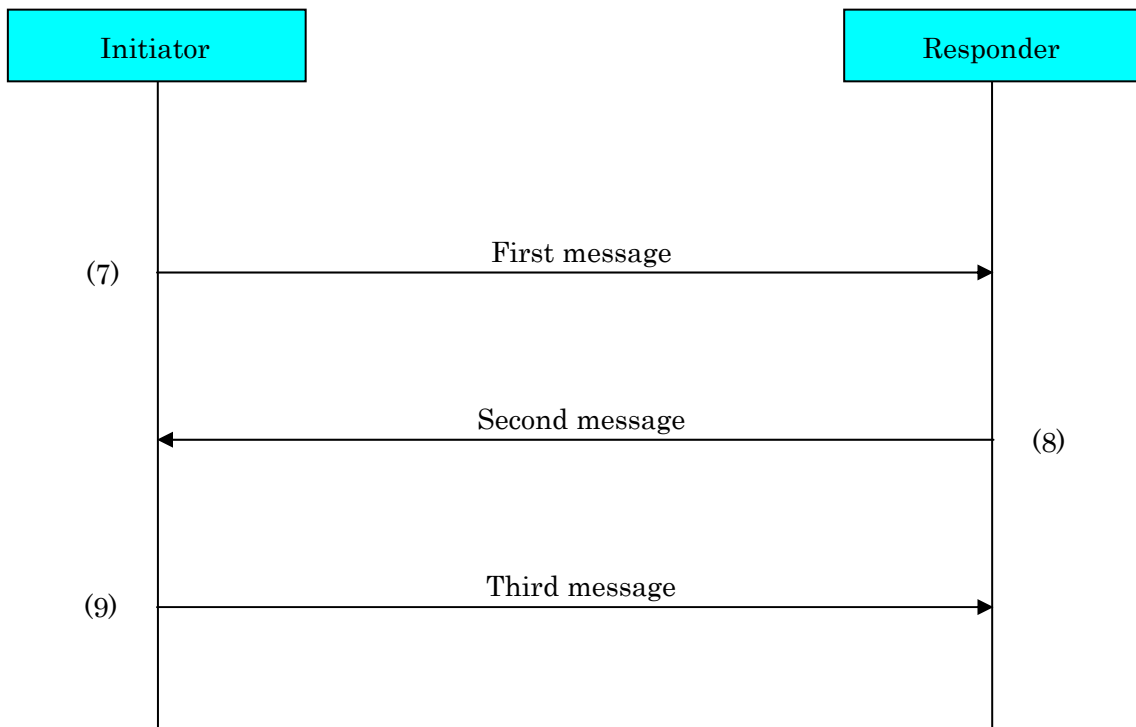 Initiator
Responder
First message
(7)
Second message
(8)
Third message
(9)